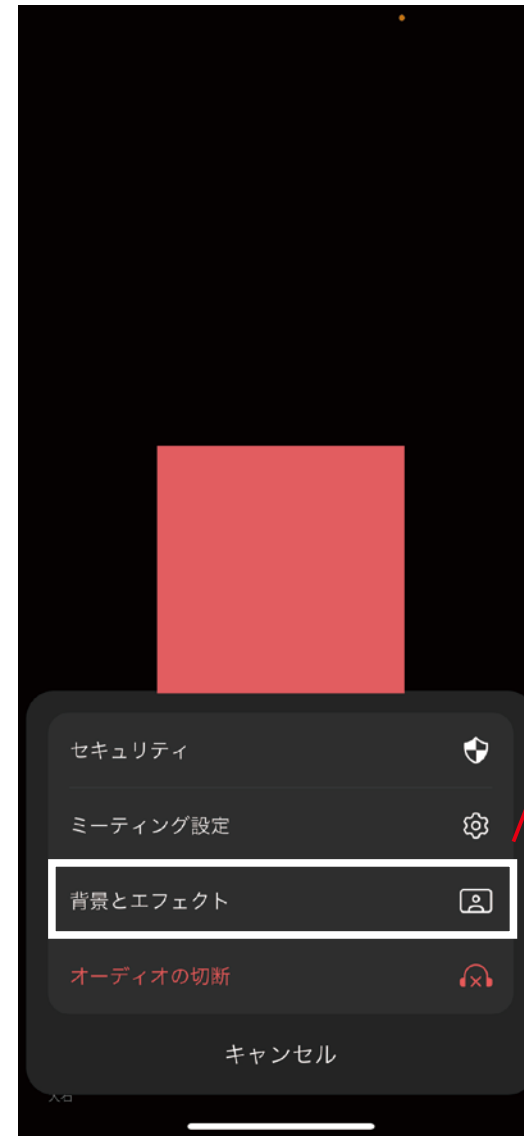 セキュリティ
ミーティング設定
背景とエフェクト
オーディオの切断
キャンセル